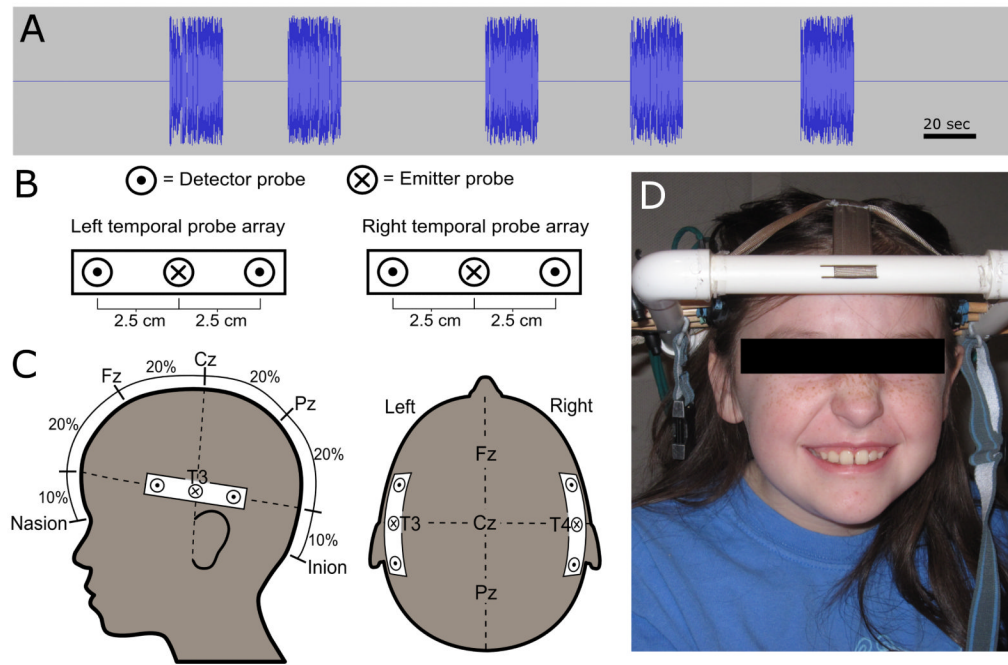 A
20 sec
B
= Detector probe
= Emitter probe
Left temporal probe array
Right temporal probe array
2.5 cm
2.5 cm
2.5 cm
2.5 cm
C
Cz
20%
20%
Fz
Pz
20%
20%
T3
10%
10%
Nasion
Inion
Left
Right
Fz
T3
Cz
T4
Pz
D